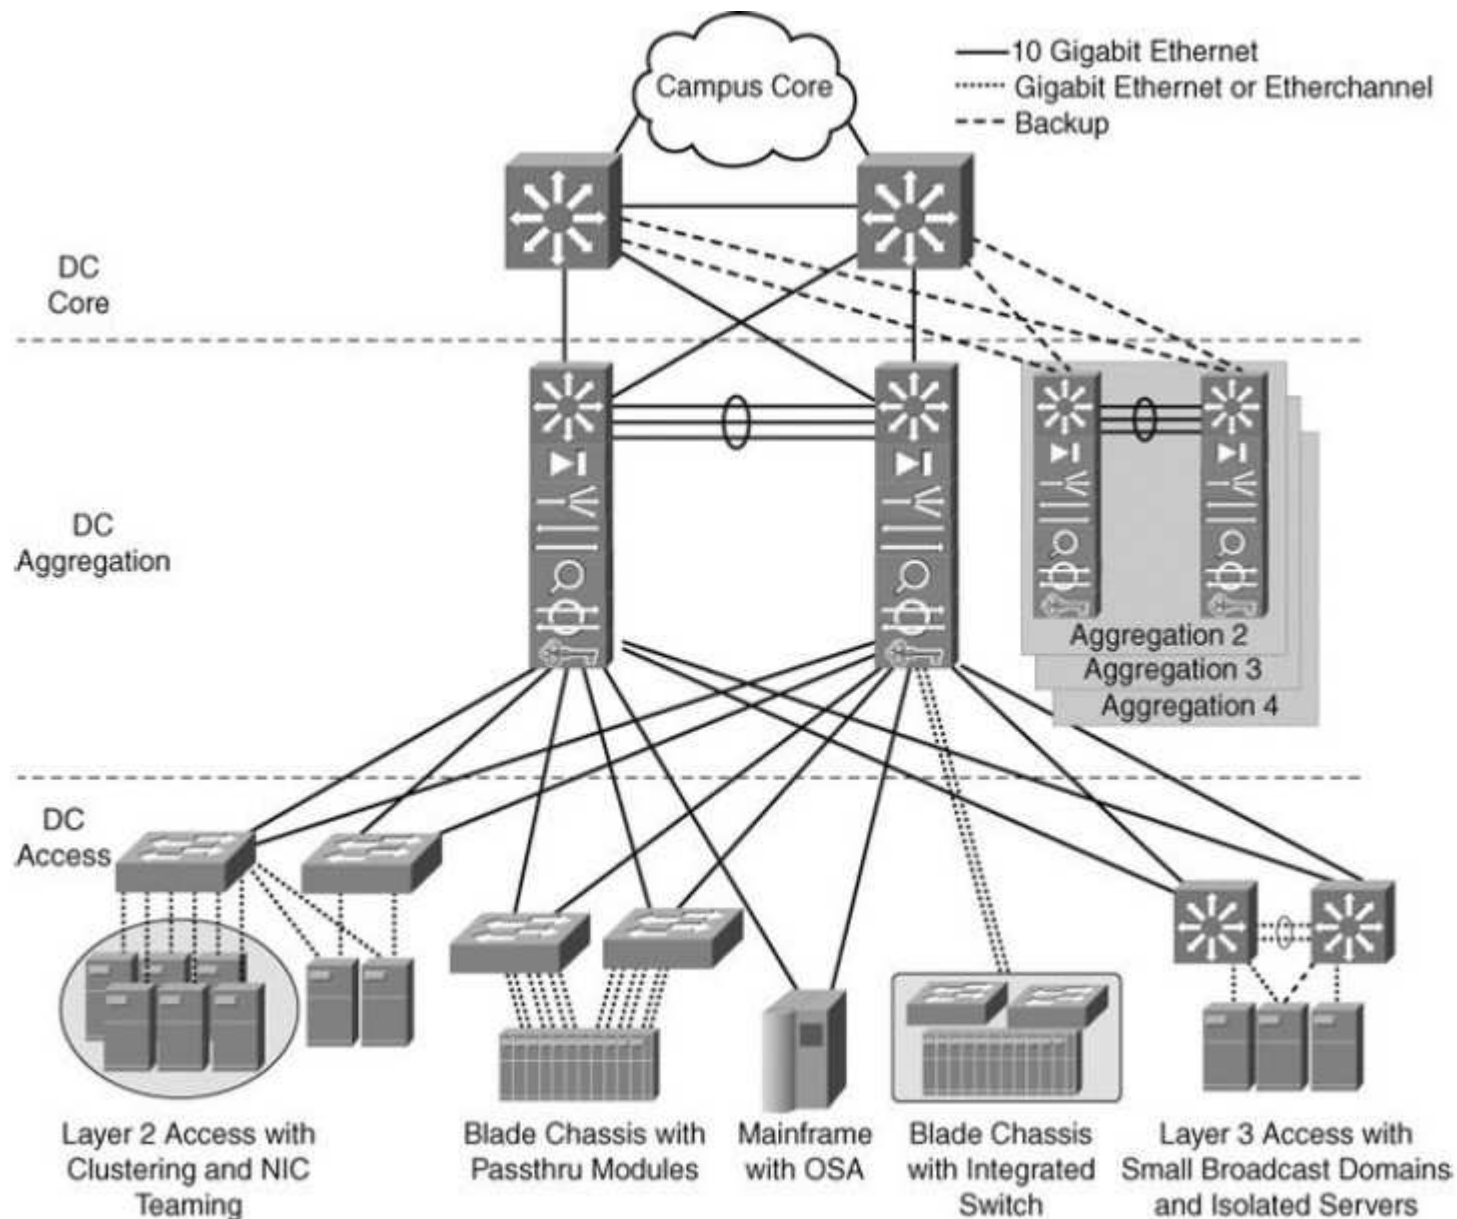 Campus Core
10 Gigabit Ethernet
Gigabit Ethernet or Etherchannel
Backup
DC
Core
DC
Aggregation
Aggregation 2
Aggregation 3
Aggregation 4
DC
Access
Layer 2 Access with
Clustering and NIC
Teaming
Blade Chassis with
Passthru Modules
Mainframe
with OSA
Blade Chassis
with Integrated
Switch
Layer 3 Access with
Small Broadcast Domains
and Isolated Servers